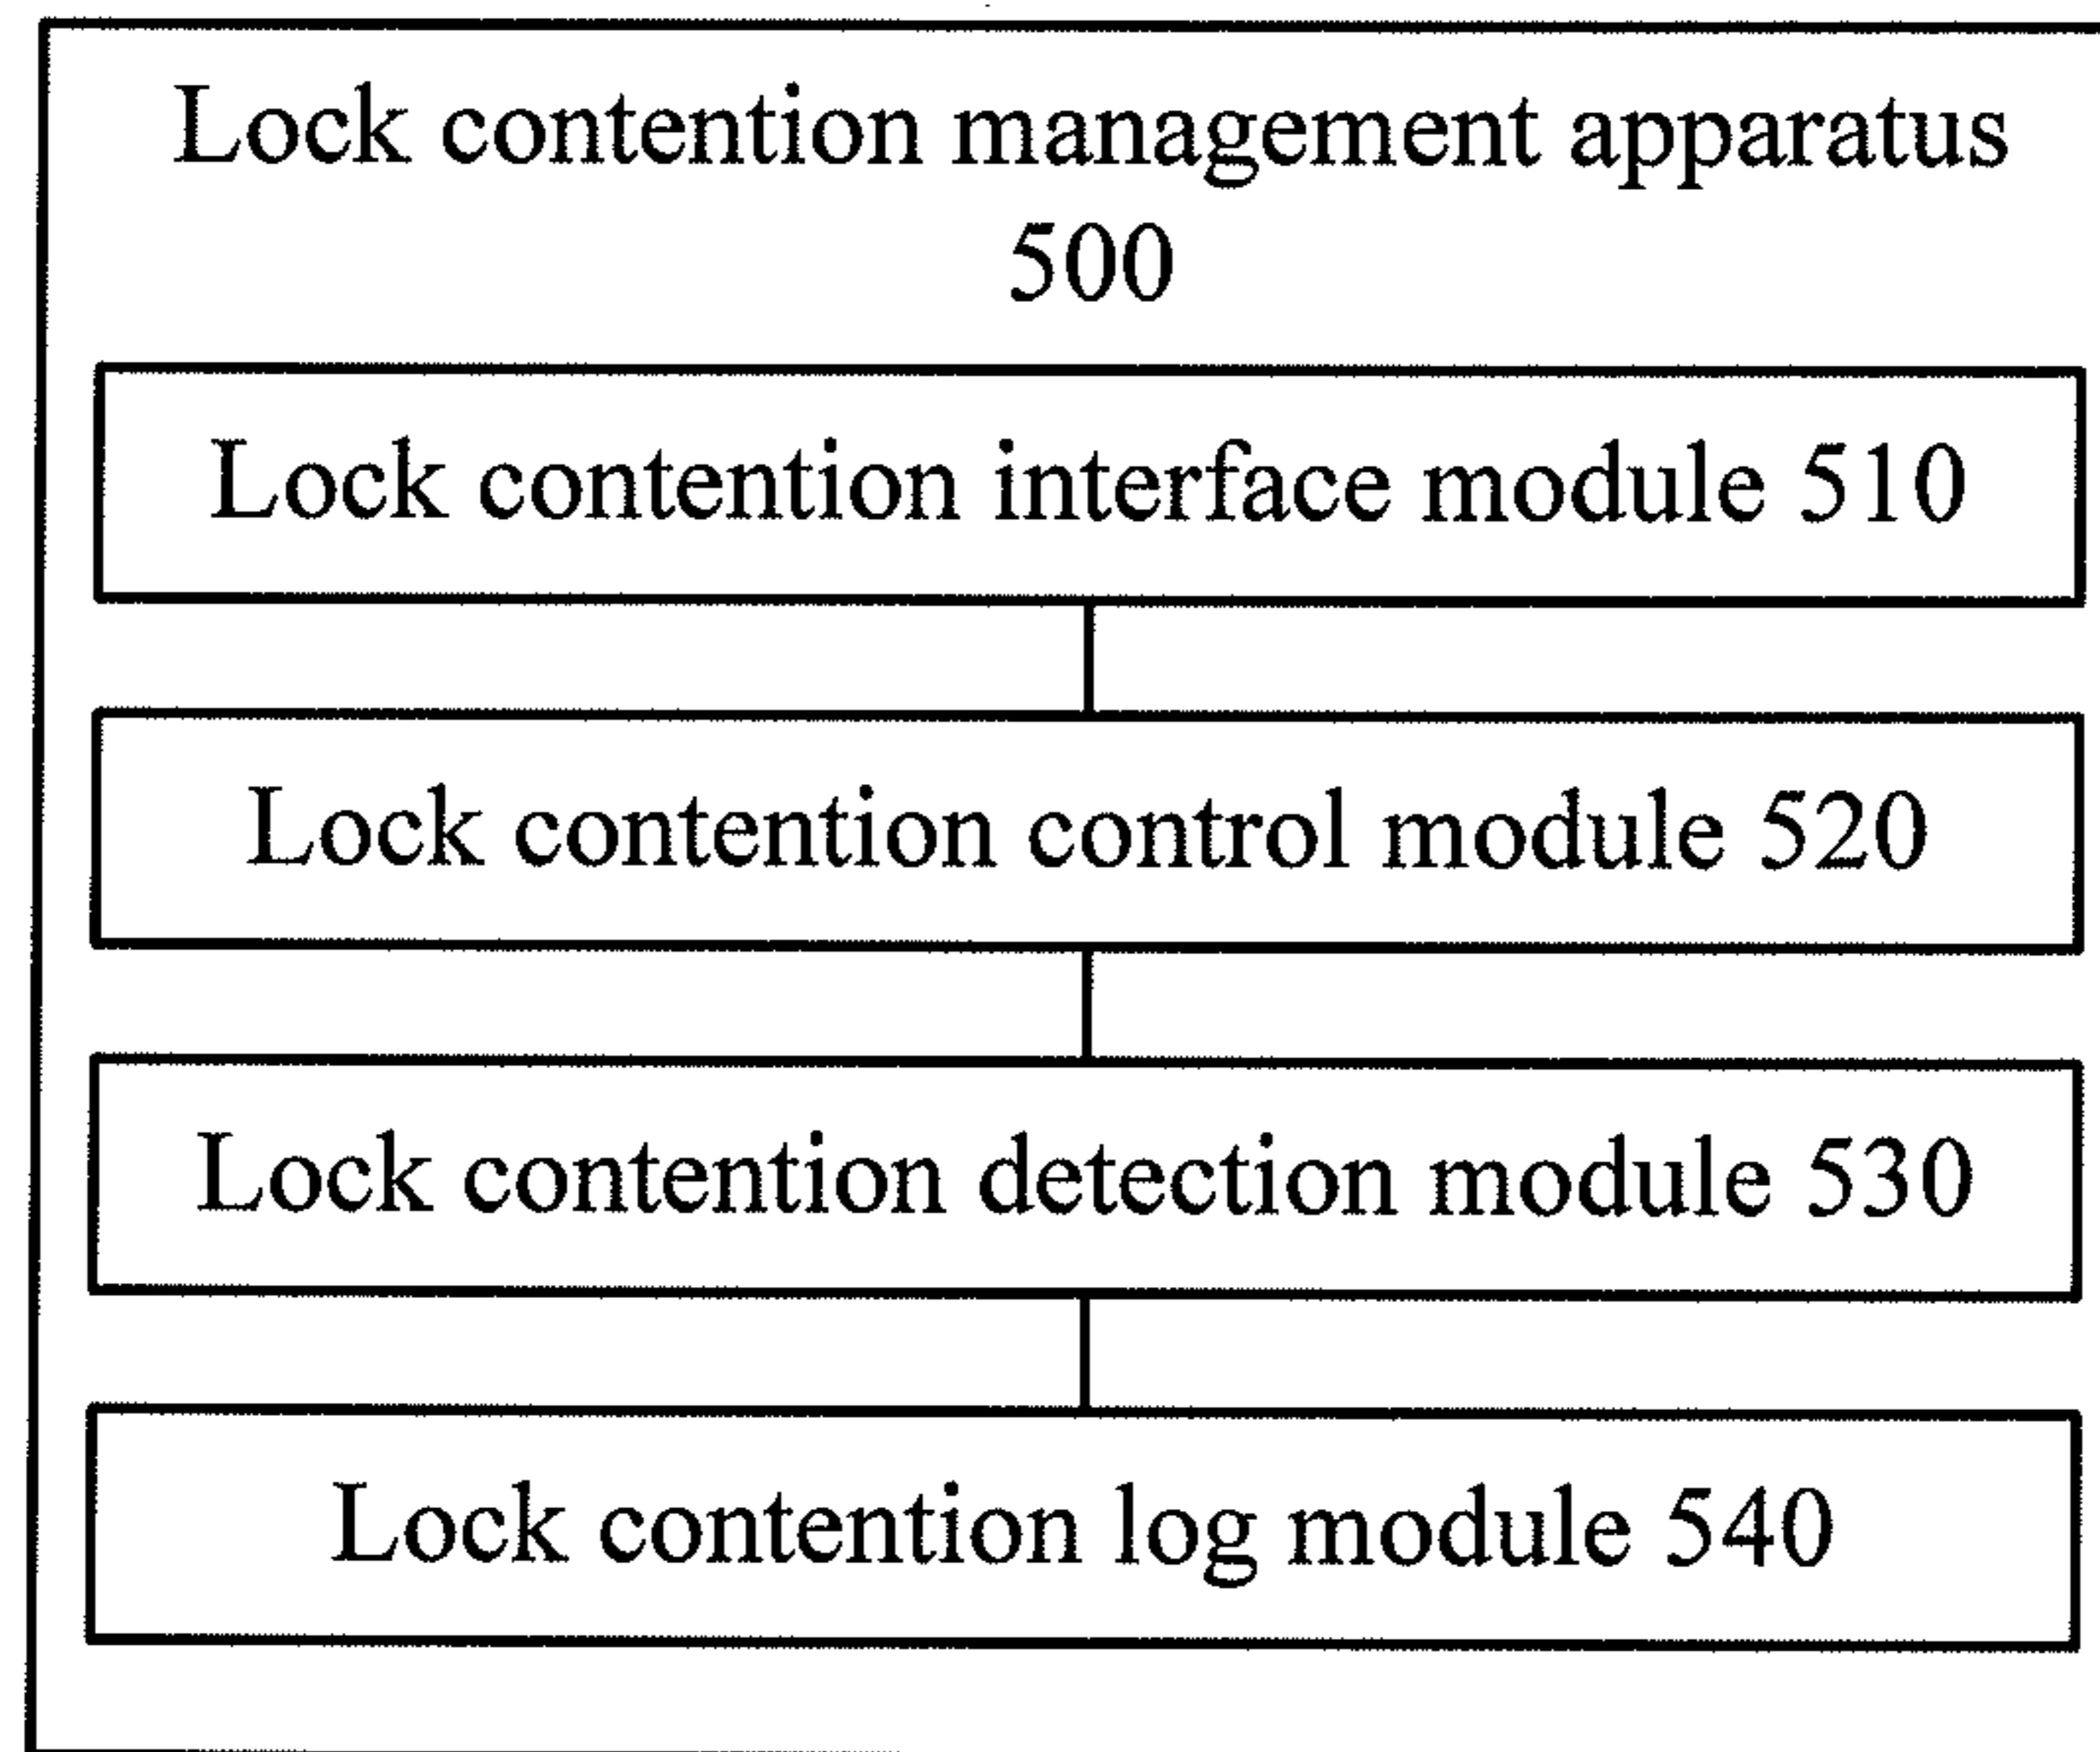 Lock contention management apparatus
500
Lock contention interface module 510
Lock contention control module 520
Lock contention detection module 530
Lock contention log module 540